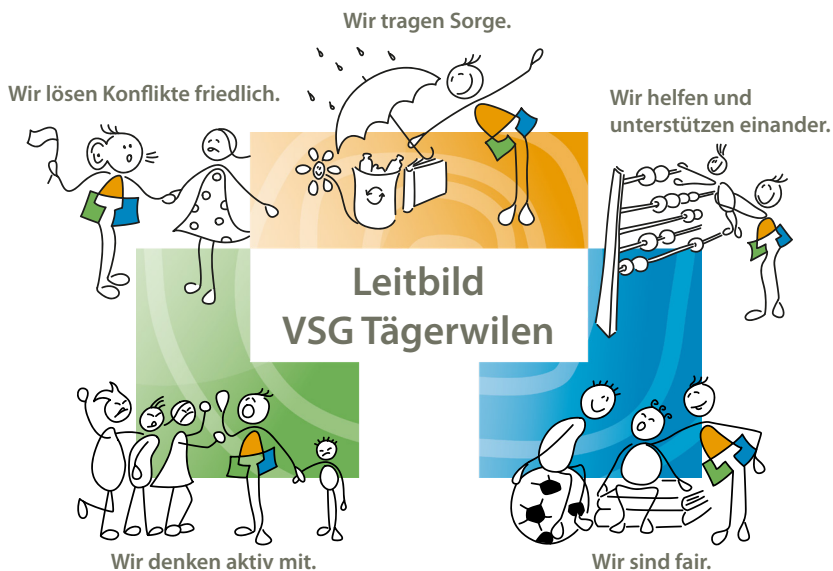 Wir tragen Sorge.
Wir lösen Konflikte friedlich.
Wir helfen und
unterstützen einander.
Leitbild
VSG Tägerwilen
Wir denken aktiv mit.
Wir sind fair.